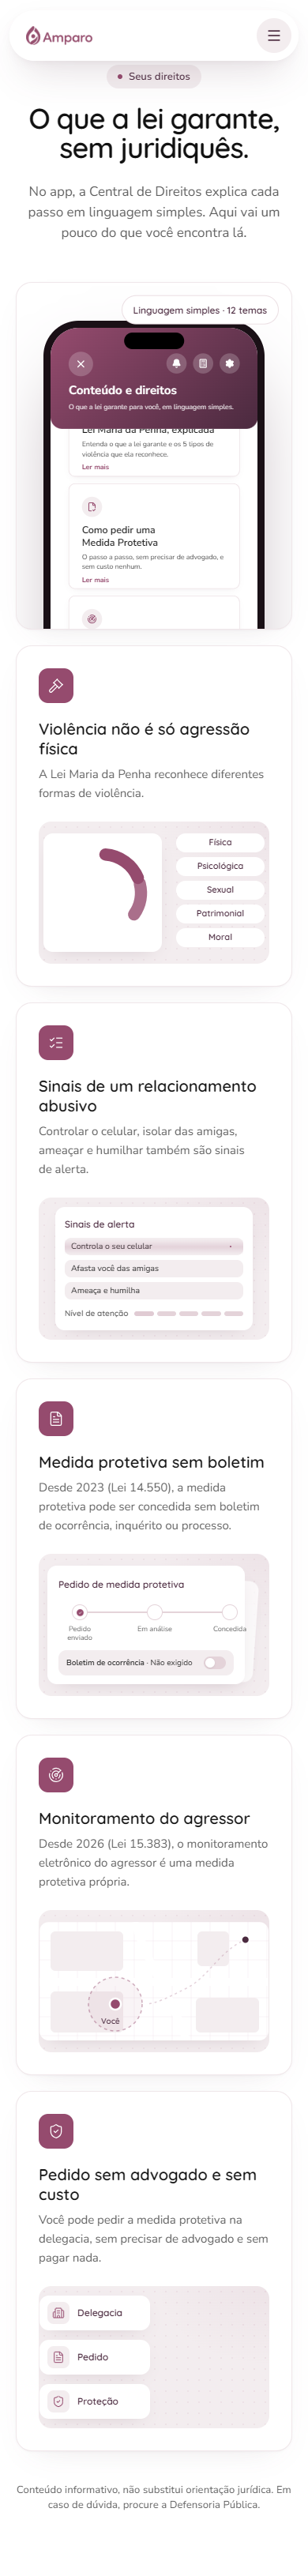 Amparo
Seus direitos
O que a lei garante,
sem juridiquês.
No app, a Central de Direitos explica cada
passo em linguagem simples. Aqui vai um
pouco do que você encontra lá.
Linguagem simples · 12 temas
Conteúdo e direitos
O que a lei garante para você, em linguagem simples.
Lei Maria da Penha, explicada
Entenda o que a lei garante e os 5 tipos de
violência que ela reconhece.
Ler mais
Como pedir uma
Medida Protetiva
O passo a passo, sem precisar de advogado, e
sem custo nenhum.
Ler mais
Violência não é só agressão
física
A Lei Maria da Penha reconhece diferentes
formas de violência.
Física
Psicológica
Sexual
Patrimonial
Moral
Sinais de um relacionamento
abusivo
Controlar o celular, isolar das amigas,
ameaçar e humilhar também são sinais
de alerta.
Sinais de alerta
Controla o seu celular
Afasta você das amigas
Ameaça e humilha
Nível de atenção
Medida protetiva sem boletim
Desde 2023 (Lei 14.550), a medida
protetiva pode ser concedida sem boletim
de ocorrência, inquérito ou processo.
Pedido de medida protetiva
Pedido
enviado
Em análise
Concedida
Boletim de ocorrência · Não exigido
Monitoramento do agressor
Desde 2026 (Lei 15.383), o monitoramento
eletrônico do agressor é uma medida
protetiva própria.
Você
Pedido sem advogado e sem
custo
Você pode pedir a medida protetiva na
delegacia, sem precisar de advogado e sem
pagar nada.
Delegacia
Pedido
Proteção
Conteúdo informativo, não substitui orientação jurídica. Em
caso de dúvida, procure a Defensoria Pública.